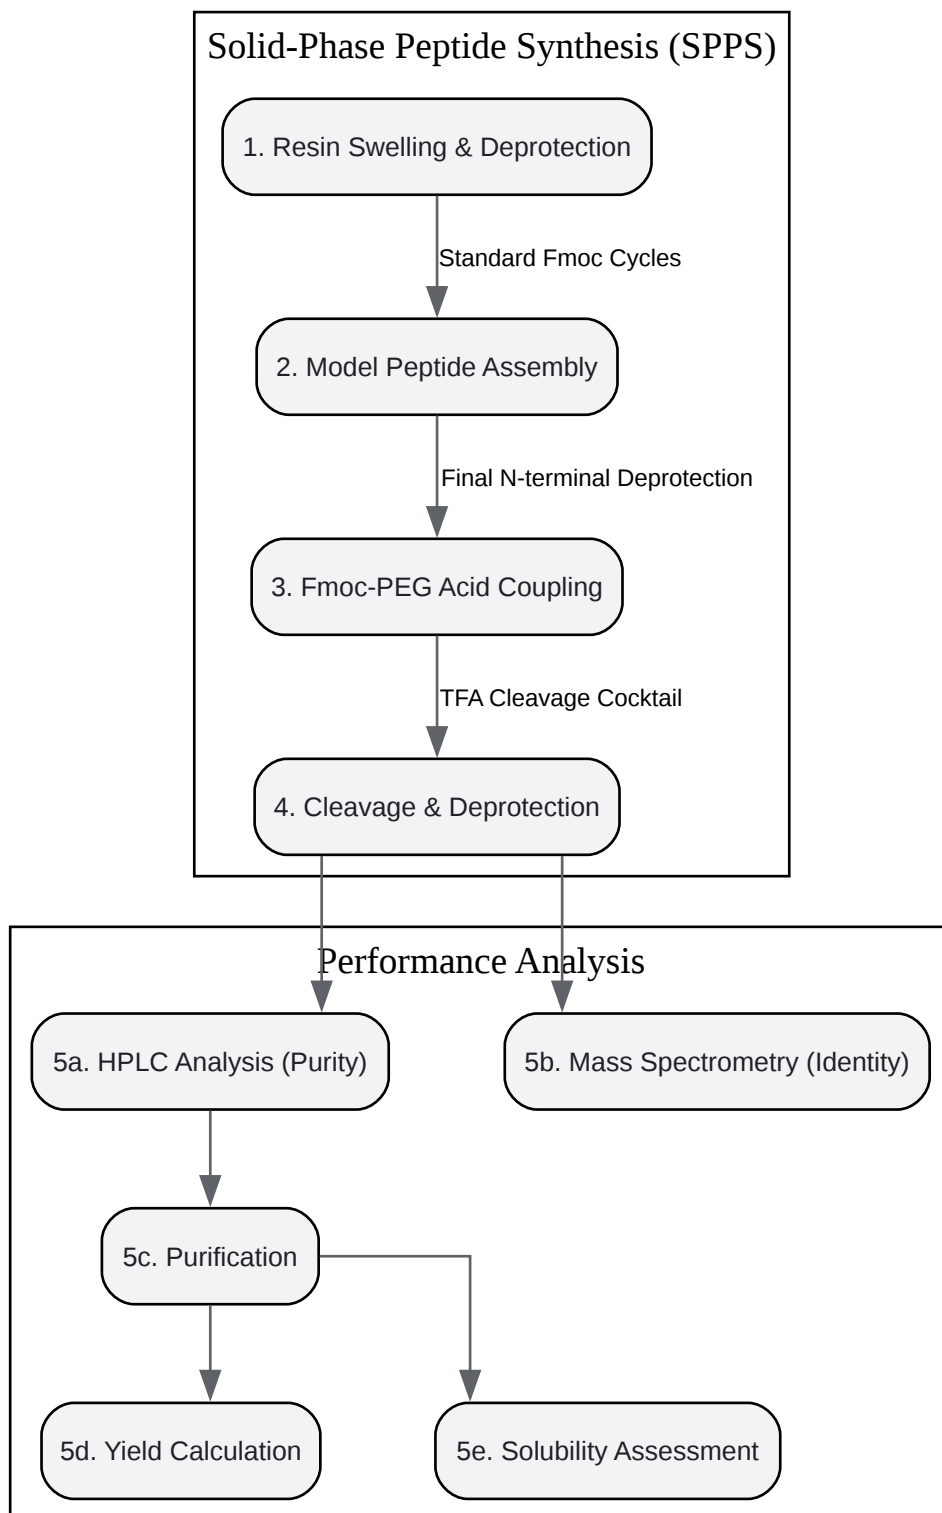 Solid-Phase Peptide Synthesis (SPPS)
1. Resin Swelling & Deprotection
Standard Fmoc Cycles
2. Model Peptide Assembly
Final N-terminal Deprotection
3. Fmoc-PEG Acid Coupling
TFA Cleavage Cocktail
4. Cleavage & Deprotection
Performance Analysis
5a. HPLC Analysis (Purity)
5b. Mass Spectrometry (Identity)
5c. Purification
5d. Yield Calculation
5e. Solubility Assessment